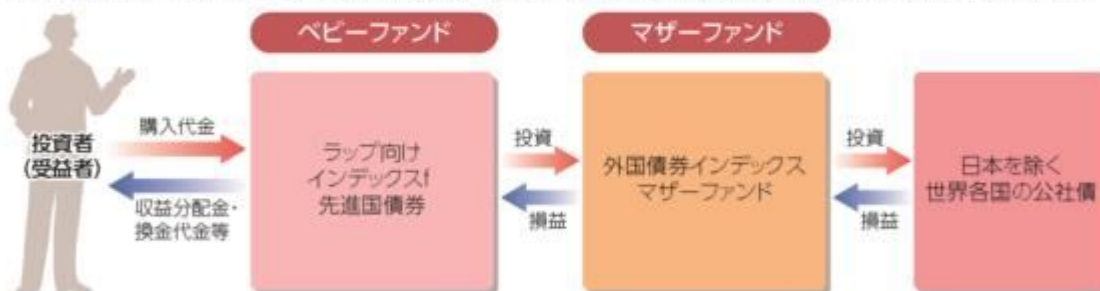 ベビーファンド
マザーファンド
投資者
(受益者)
購入代金
収益分配金・
換金代金等
ラップ向け
インデックスf
先進国債券
投資
損益
外国債券インデックス
マザーファンド
投資
損益
日本を除く
世界各国の公社債